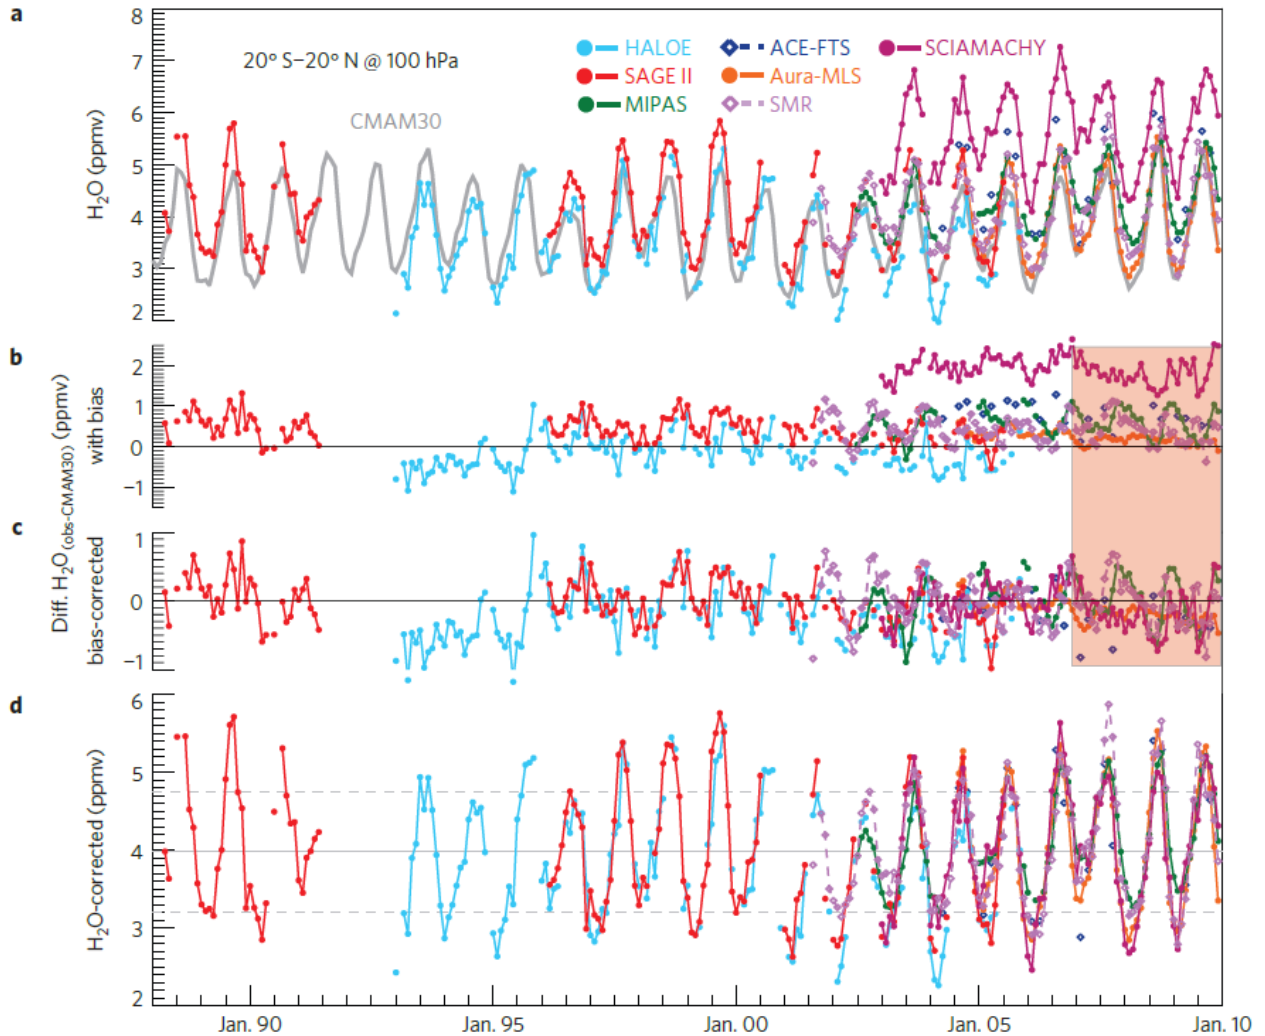 a
8
7
6
5
4
3
2
H₂O (ppmv)
20° S–20° N @ 100 hPa
CMAM30
HALOE
ACE-FTS
SCIAMACHY
SAGE II
Aura-MLS
MIPAS
SMR
b
2
1
0
−1
Diff. H₂O(obs-CMAM30) (ppmv)
with bias
c
1
0
−1
bias-corrected
d
6
5
4
3
2
H₂O-corrected (ppmv)
Jan. 90
Jan. 95
Jan. 00
Jan. 05
Jan. 10